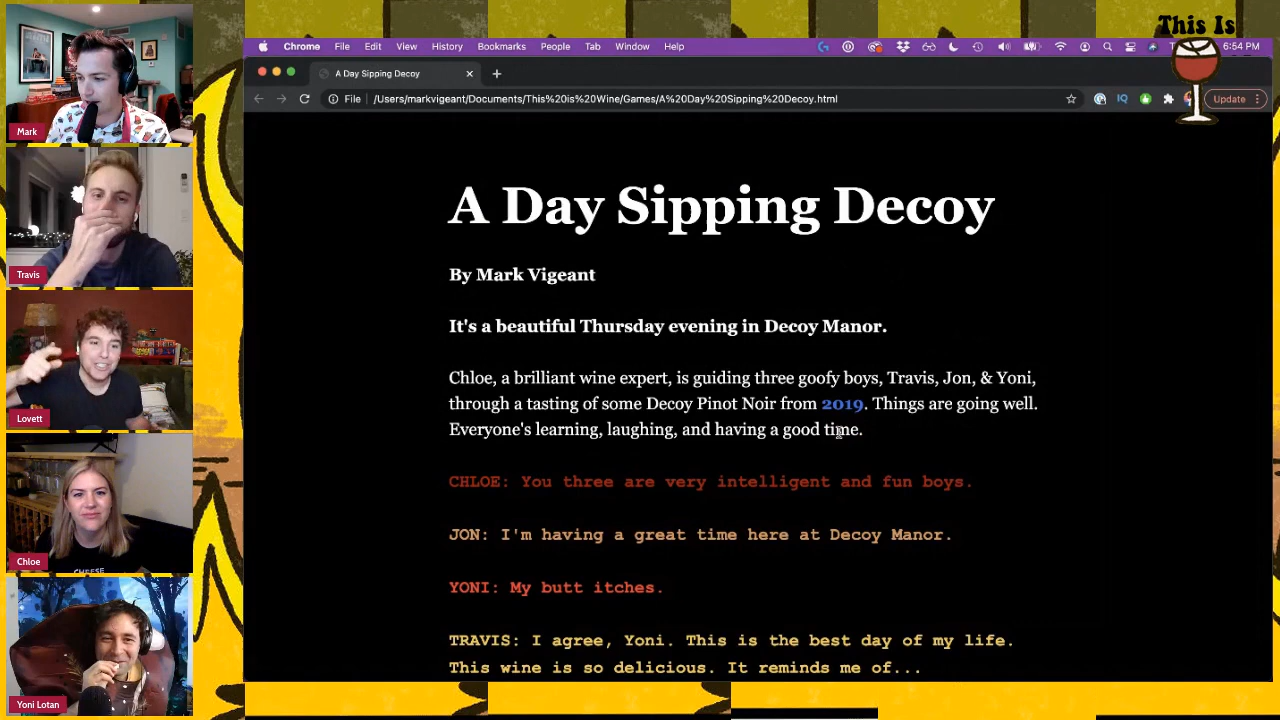 This Is
Chrome File Edit View History Bookmarks People Tab Window Help
6:54 PM
A Day Sipping Decoy
File /Users/markvigeant/Documents/This%20is%20Wine/Games/A%20Day%20Sipping%20Decoy.html
IQ
Update
A Day Sipping Decoy
By Mark Vigeant
It's a beautiful Thursday evening in Decoy Manor.
Chloe, a brilliant wine expert, is guiding three goofy boys, Travis, Jon, & Yoni,
through a tasting of some Decoy Pinot Noir from 2019. Things are going well.
Everyone's learning, laughing, and having a good time.
CHLOE: You three are very intelligent and fun boys.
JON: I'm having a great time here at Decoy Manor.
YONI: My butt itches.
TRAVIS: I agree, Yoni. This is the best day of my life.
This wine is so delicious. It reminds me of...
Mark
Travis
Lovett
Chloe
CHEESE
Yoni Lotan